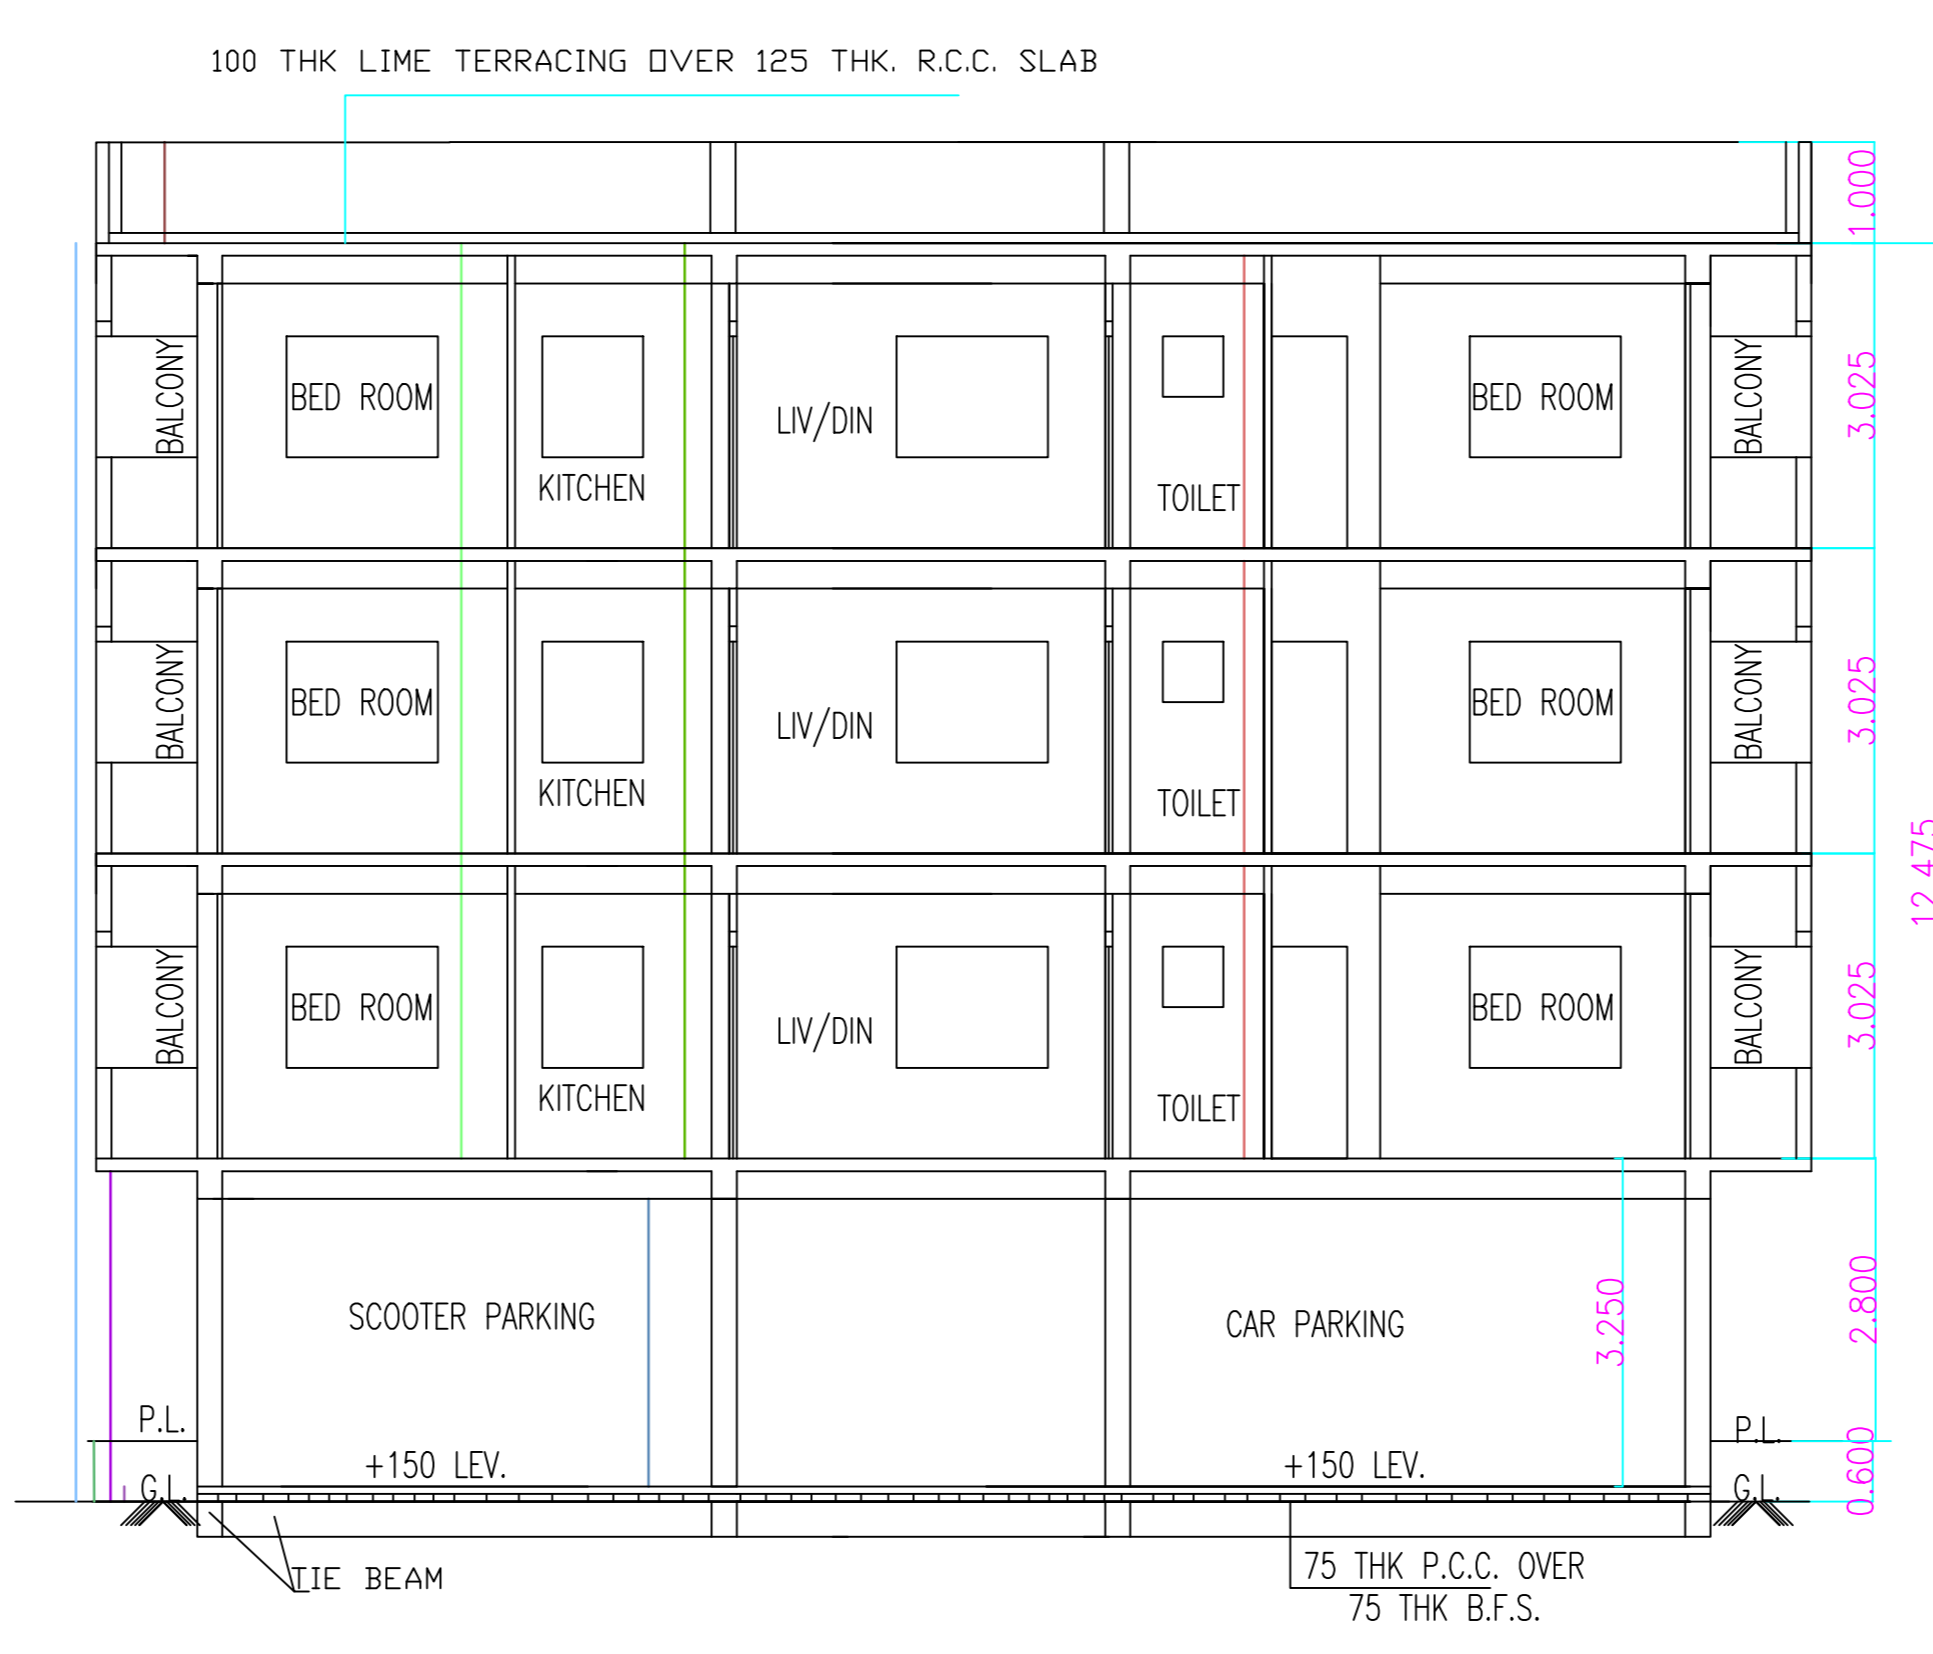 100 THK LIME TERRACING OVER 125 THK. R.C.C. SLAB
1.000
BALCONY
BED ROOM
KITCHEN
LIV/DIN
TOILET
BED ROOM
BALCONY
3.025
BALCONY
BED ROOM
KITCHEN
LIV/DIN
TOILET
BED ROOM
BALCONY
3.025
12.475
BALCONY
BED ROOM
KITCHEN
LIV/DIN
TOILET
BED ROOM
BALCONY
3.025
SCOOTER PARKING
CAR PARKING
3.250
2.800
P.L.
P.L.
+150 LEV.
+150 LEV.
0.600
G.L.
G.L.
TIE BEAM
75 THK P.C.C. OVER
75 THK B.F.S.